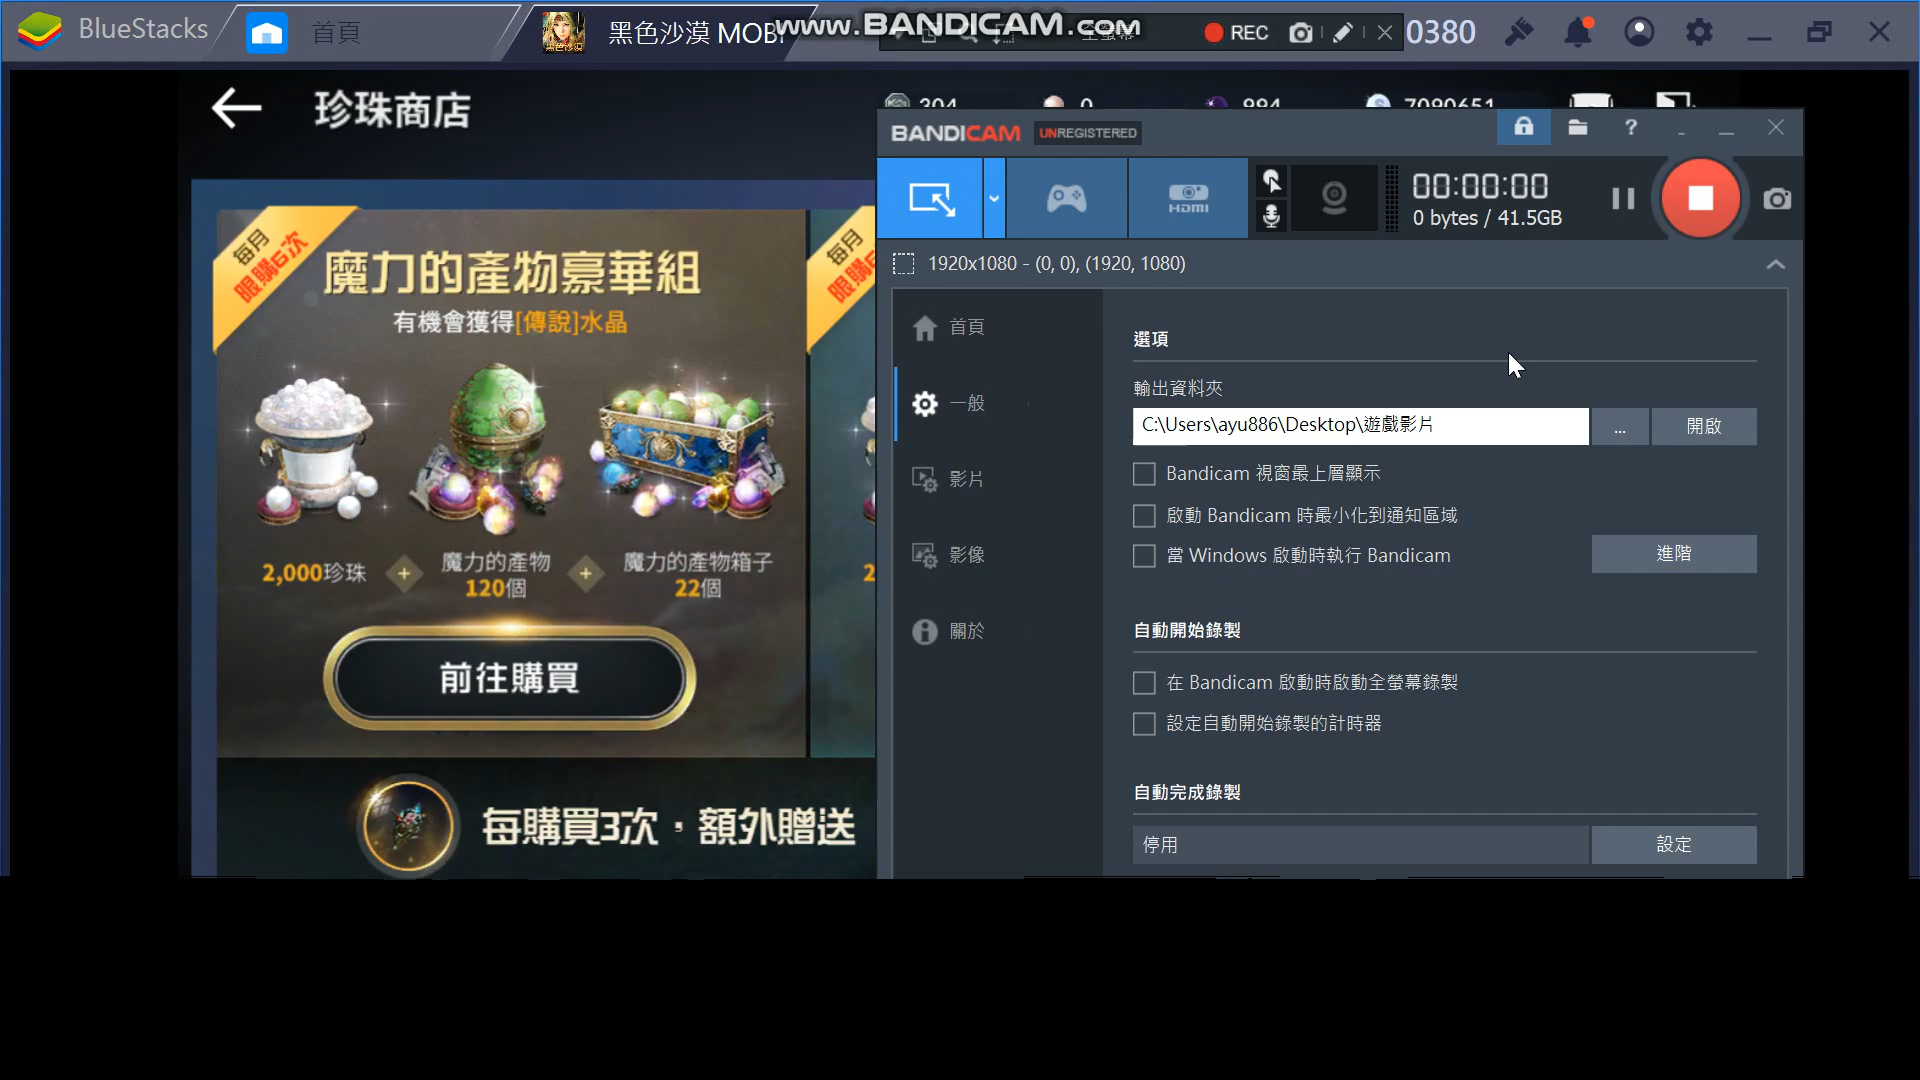 BlueStacks
首頁
黑色沙漠 MOBI
www.BANDICAM.com
REC
0380
珍珠商店
304
0
994
7090651
BANDICAM
UNREGISTERED
HDMI
00:00:00
0 bytes / 41.5GB
1920x1080 - (0, 0), (1920, 1080)
每月
限購6次
魔力的產物豪華組
有機會獲得[傳說]水晶
2,000珍珠
+
魔力的產物
120個
+
魔力的產物箱子
22個
前往購買
每購買3次,額外贈送
每月
首頁
一般
影片
影像
關於
選項
輸出資料夾
C:\Users\ayu886\Desktop\遊戲影片
...
開啟
Bandicam 視窗最上層顯示
啟動 Bandicam 時最小化到通知區域
當 Windows 啟動時執行 Bandicam
進階
自動開始錄製
在 Bandicam 啟動時啟動全螢幕錄製
設定自動開始錄製的計時器
自動完成錄製
停用
設定